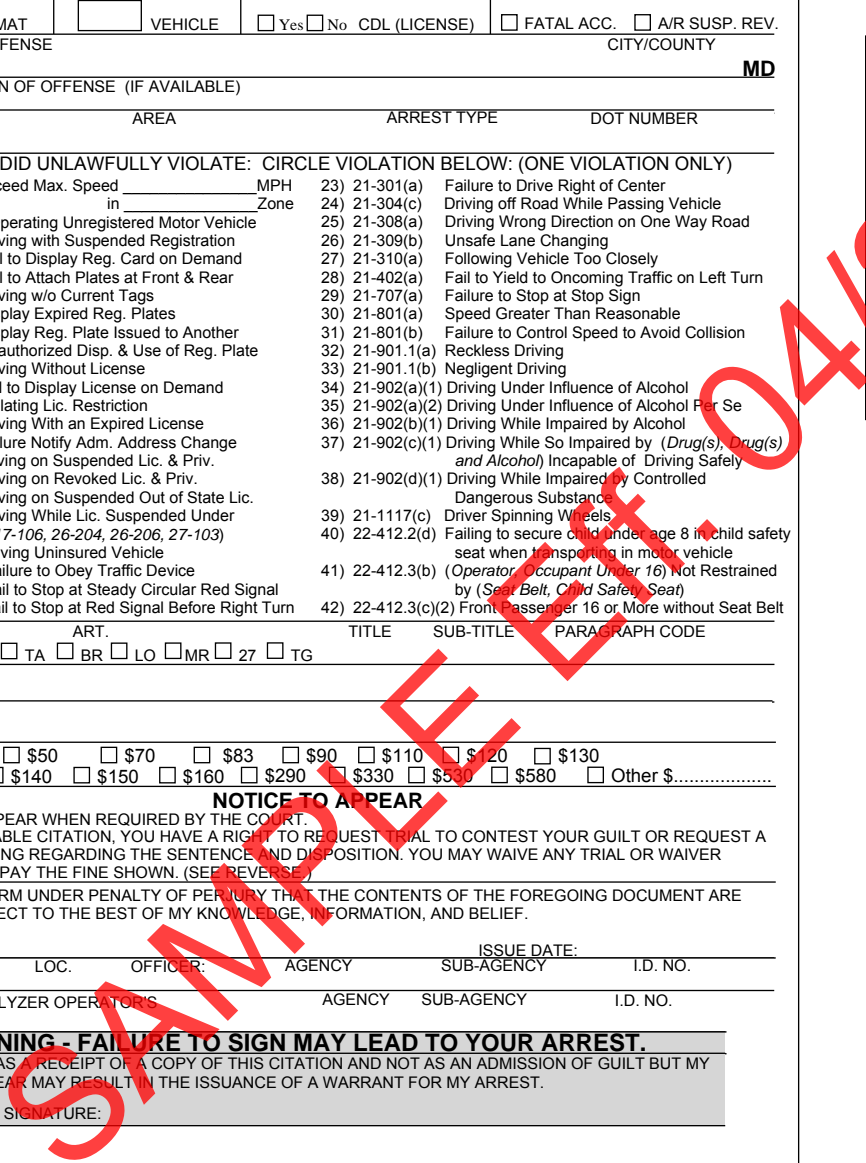 MAT VEHICLE Yes No CDL (LICENSE) FATAL ACC. A/R SUSP. REV.
FENSE CITY/COUNTY
MD
N OF OFFENSE (IF AVAILABLE)
AREA ARREST TYPE DOT NUMBER
DID UNLAWFULLY VIOLATE: CIRCLE VIOLATION BELOW: (ONE VIOLATION ONLY)
ceed Max. Speed ________________MPH
in ______________Zone
perating Unregistered Motor Vehicle
ving with Suspended Registration
il to Display Reg. Card on Demand
il to Attach Plates at Front & Rear
ving w/o Current Tags
play Expired Reg. Plates
play Reg. Plate Issued to Another
authorized Disp. & Use of Reg. Plate
ving Without License
l to Display License on Demand
lating Lic. Restriction
ving With an Expired License
lure Notify Adm. Address Change
ving on Suspended Lic. & Priv.
ving on Revoked Lic. & Priv.
ving on Suspended Out of State Lic.
ving While Lic. Suspended Under
7-106, 26-204, 26-206, 27-103)
iving Uninsured Vehicle
ailure to Obey Traffic Device
ail to Stop at Steady Circular Red Signal
ail to Stop at Red Signal Before Right Turn
23) 21-301(a) Failure to Drive Right of Center
24) 21-304(c) Driving off Road While Passing Vehicle
25) 21-308(a) Driving Wrong Direction on One Way Road
26) 21-309(b) Unsafe Lane Changing
27) 21-310(a) Following Vehicle Too Closely
28) 21-402(a) Fail to Yield to Oncoming Traffic on Left Turn
29) 21-707(a) Failure to Stop at Stop Sign
30) 21-801(a) Speed Greater Than Reasonable
31) 21-801(b) Failure to Control Speed to Avoid Collision
32) 21-901.1(a) Reckless Driving
33) 21-901.1(b) Negligent Driving
34) 21-902(a)(1) Driving Under Influence of Alcohol
35) 21-902(a)(2) Driving Under Influence of Alcohol Per Se
36) 21-902(b)(1) Driving While Impaired by Alcohol
37) 21-902(c)(1) Driving While So Impaired by (Drug(s), Drug(s)
and Alcohol) Incapable of Driving Safely
38) 21-902(d)(1) Driving While Impaired by Controlled
Dangerous Substance
39) 21-1117(c) Driver Spinning Wheels
40) 22-412.2(d) Failing to secure child under age 8 in child safety
seat when transporting in motor vehicle
41) 22-412.3(b) (Operator, Occupant Under 16) Not Restrained
by (Seat Belt, Child Safety Seat)
42) 22-412.3(c)(2) Front Passenger 16 or More without Seat Belt
ART. TITLE SUB-TITLE PARAGRAPH CODE
TA BR LO MR 27 TG
$50 $70 $83 $90 $110 $120 $130
$140 $150 $160 $290 $330 $530 $580 Other $..................
NOTICE TO APPEAR
PEAR WHEN REQUIRED BY THE COURT.
ABLE CITATION, YOU HAVE A RIGHT TO REQUEST TRIAL TO CONTEST YOUR GUILT OR REQUEST A
NG REGARDING THE SENTENCE AND DISPOSITION. YOU MAY WAIVE ANY TRIAL OR WAIVER
PAY THE FINE SHOWN. (SEE REVERSE.)
RM UNDER PENALTY OF PERJURY THAT THE CONTENTS OF THE FOREGOING DOCUMENT ARE
ECT TO THE BEST OF MY KNOWLEDGE, INFORMATION, AND BELIEF.
ISSUE DATE:
LOC. OFFICER: AGENCY SUB-AGENCY I.D. NO.
LYZER OPERATOR'S AGENCY SUB-AGENCY I.D. NO.
NING - FAILURE TO SIGN MAY LEAD TO YOUR ARREST.
AS A RECEIPT OF A COPY OF THIS CITATION AND NOT AS AN ADMISSION OF GUILT BUT MY
EAR MAY RESULT IN THE ISSUANCE OF A WARRANT FOR MY ARREST.
SIGNATURE:
SAMPLE Eff. 04/